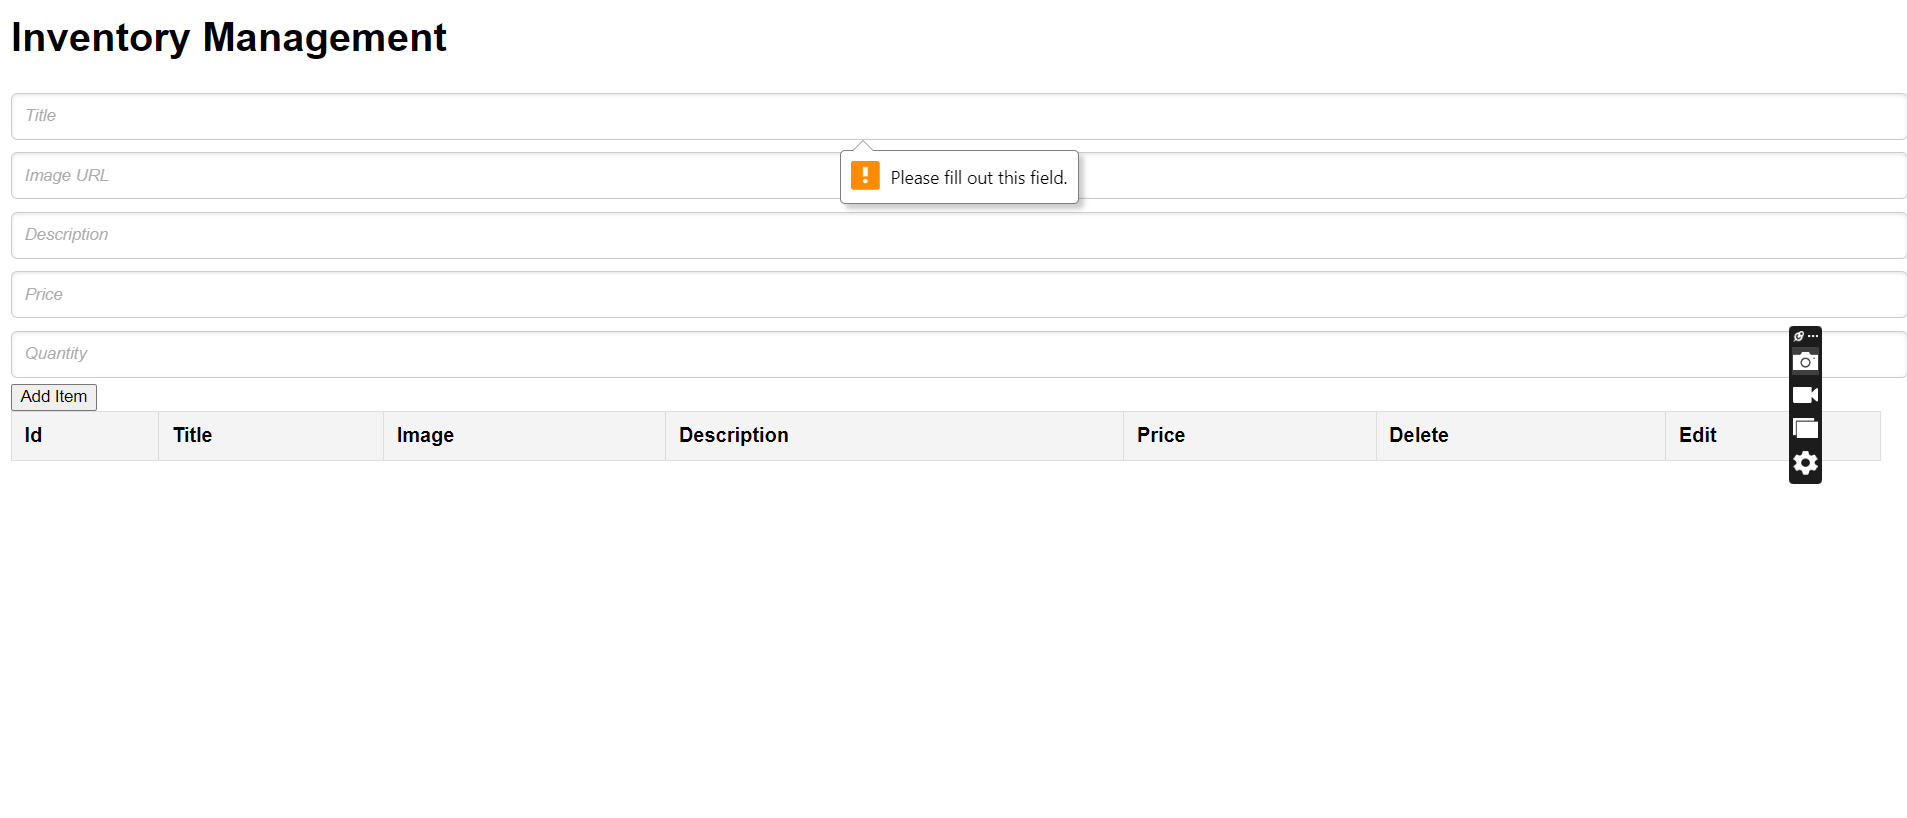 Inventory Management
Title
Image URL
Please fill out this field.
Description
Price
Quantity
Add Item
Id Title Image Description Price Delete Edit